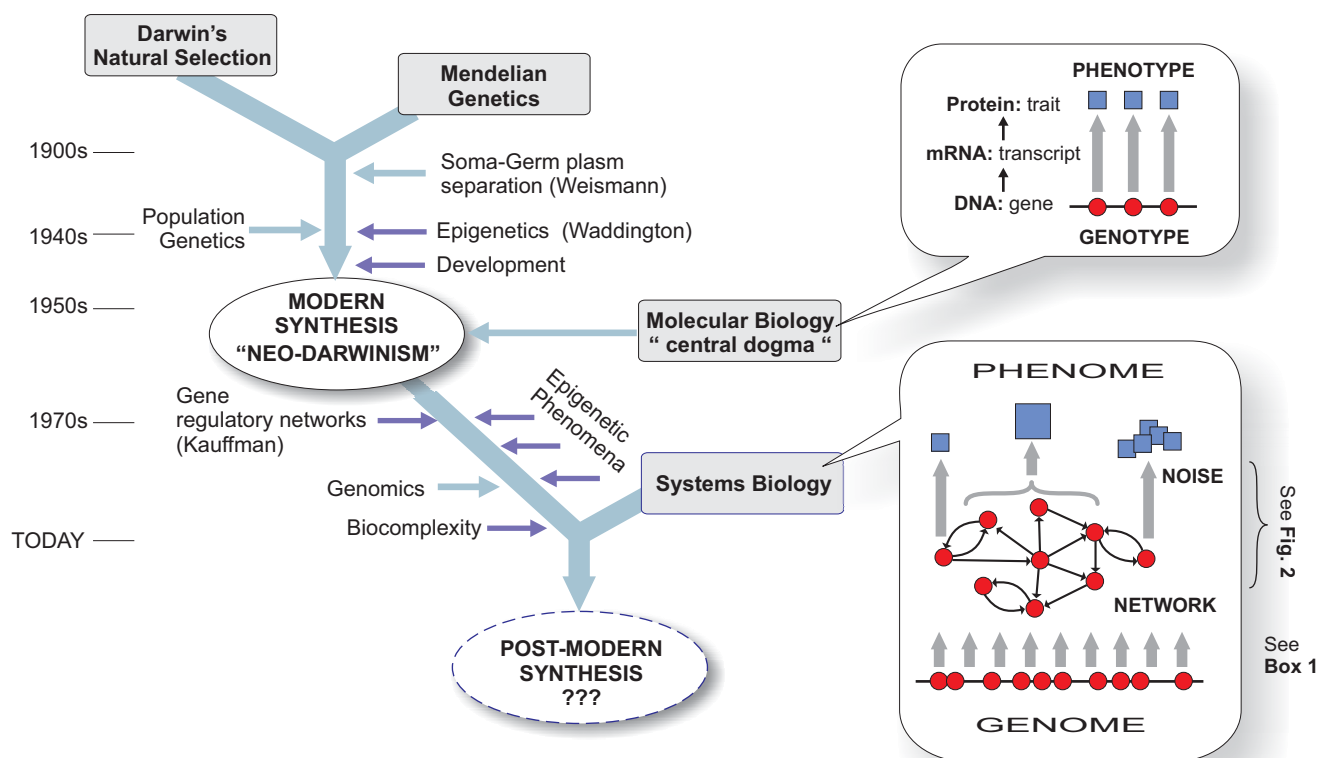 Darwin's
Natural Selection
Mendelian
Genetics
1900s
Soma-Germ plasm
separation (Weismann)
Population
Genetics
1940s
Epigenetics (Waddington)
Development
1950s
MODERN
SYNTHESIS
“NEO-DARWINISM”
Molecular Biology
“ central dogma “
PHENOTYPE
Protein: trait
mRNA: transcript
DNA: gene
GENOTYPE
1970s
Gene
regulatory networks
(Kauffman)
Epigenetic
Phenomena
Genomics
Systems Biology
Biocomplexity
TODAY
POST-MODERN
SYNTHESIS
???
PHENOME
NOISE
See Fig. 2
NETWORK
See
Box 1
GENOME